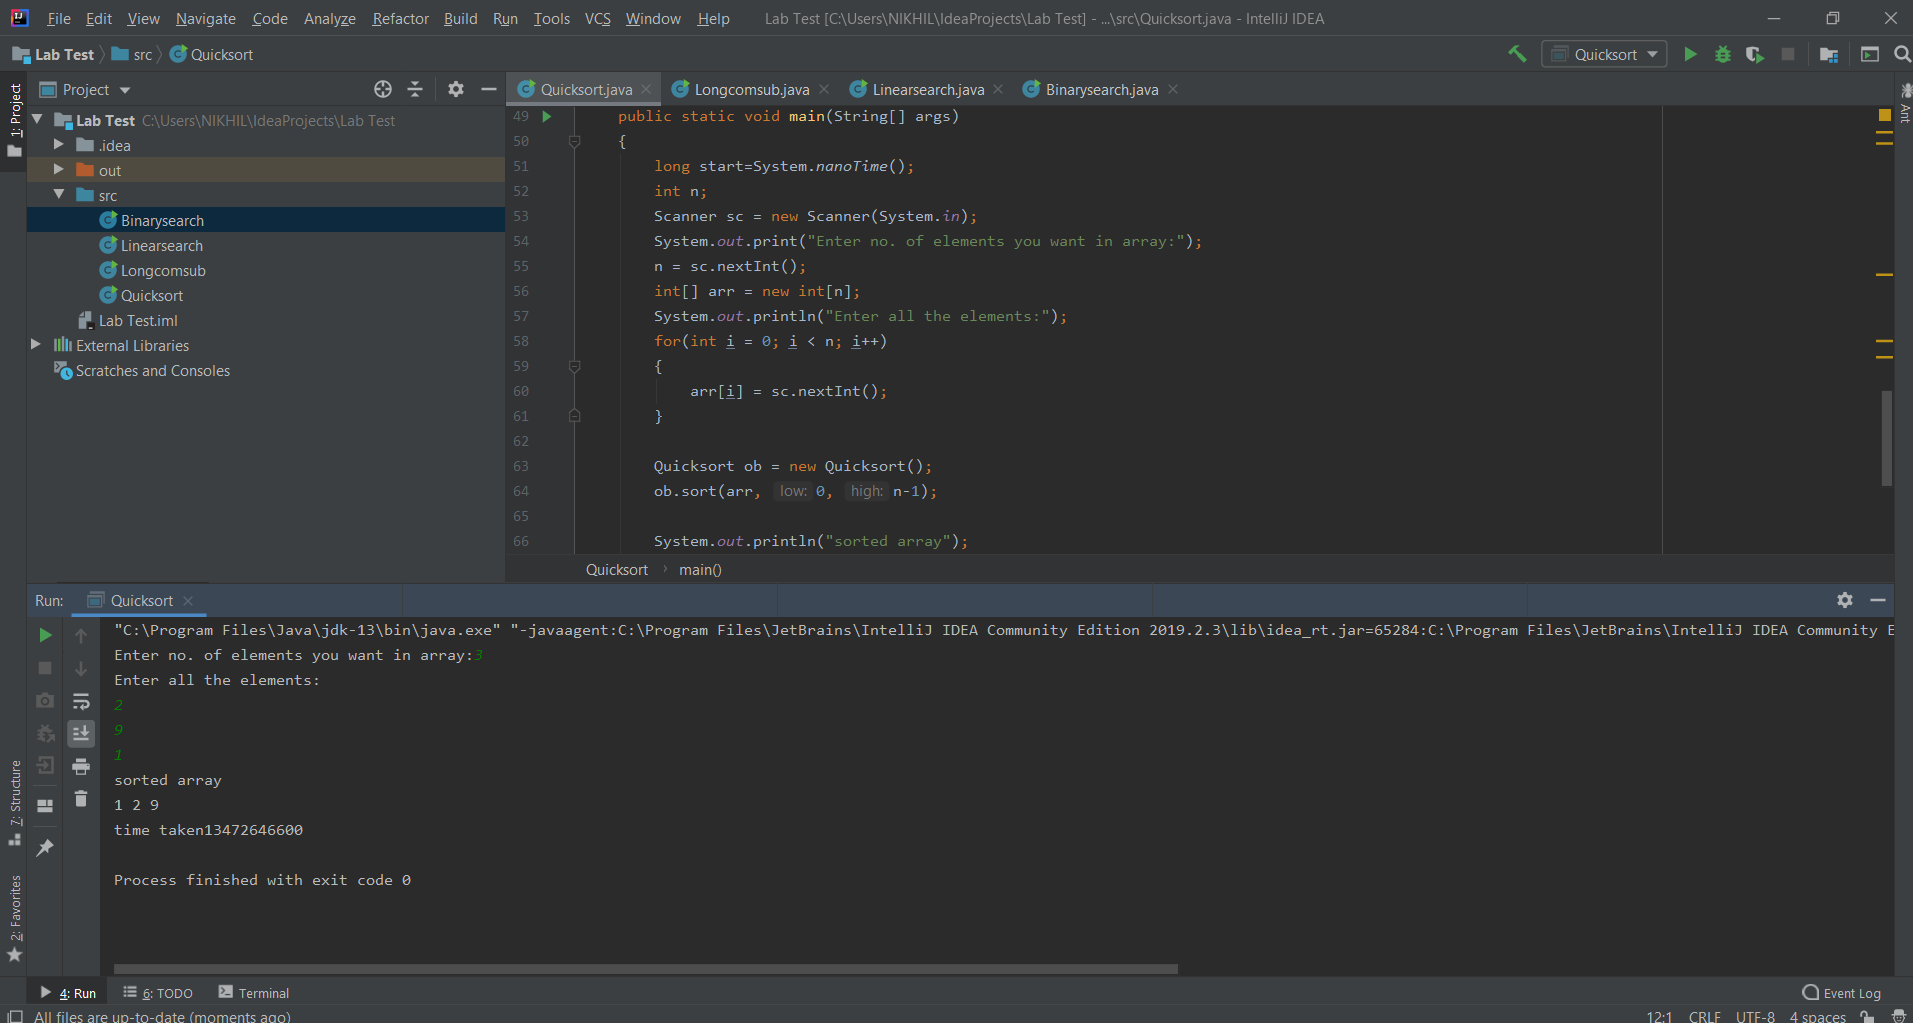 File Edit View Navigate Code Analyze Refactor Build Run Tools VCS Window Help Lab Test [C:\Users\NIKHIL\IdeaProjects\Lab Test] - ...\src\Quicksort.java - IntelliJ IDEA
Lab Test src Quicksort Quicksort
1: Project
Project
Quicksort.java Longcomsub.java Linearsearch.java Binarysearch.java
Ant
Lab Test C:\Users\NIKHIL\IdeaProjects\Lab Test
.idea
out
src
Binarysearch
Linearsearch
Longcomsub
Quicksort
Lab Test.iml
External Libraries
Scratches and Consoles
49 public static void main(String[] args)
50 {
51 long start=System.nanoTime();
52 int n;
53 Scanner sc = new Scanner(System.in);
54 System.out.print("Enter no. of elements you want in array:");
55 n = sc.nextInt();
56 int[] arr = new int[n];
57 System.out.println("Enter all the elements:");
58 for(int i = 0; i < n; i++)
59 {
60 arr[i] = sc.nextInt();
61 }
62
63 Quicksort ob = new Quicksort();
64 ob.sort(arr, low: 0, high: n-1);
65
66 System.out.println("sorted array");
Quicksort main()
Run: Quicksort
"C:\Program Files\Java\jdk-13\bin\java.exe" "-javaagent:C:\Program Files\JetBrains\IntelliJ IDEA Community Edition 2019.2.3\lib\idea_rt.jar=65284:C:\Program Files\JetBrains\IntelliJ IDEA Community E
Enter no. of elements you want in array:3
Enter all the elements:
2
9
1
sorted array
1 2 9
time taken13472646600
Process finished with exit code 0
7: Structure
2: Favorites
4: Run 6: TODO Terminal Event Log
All files are up-to-date (moments ago) 12:1 CRLF UTF-8 4 spaces